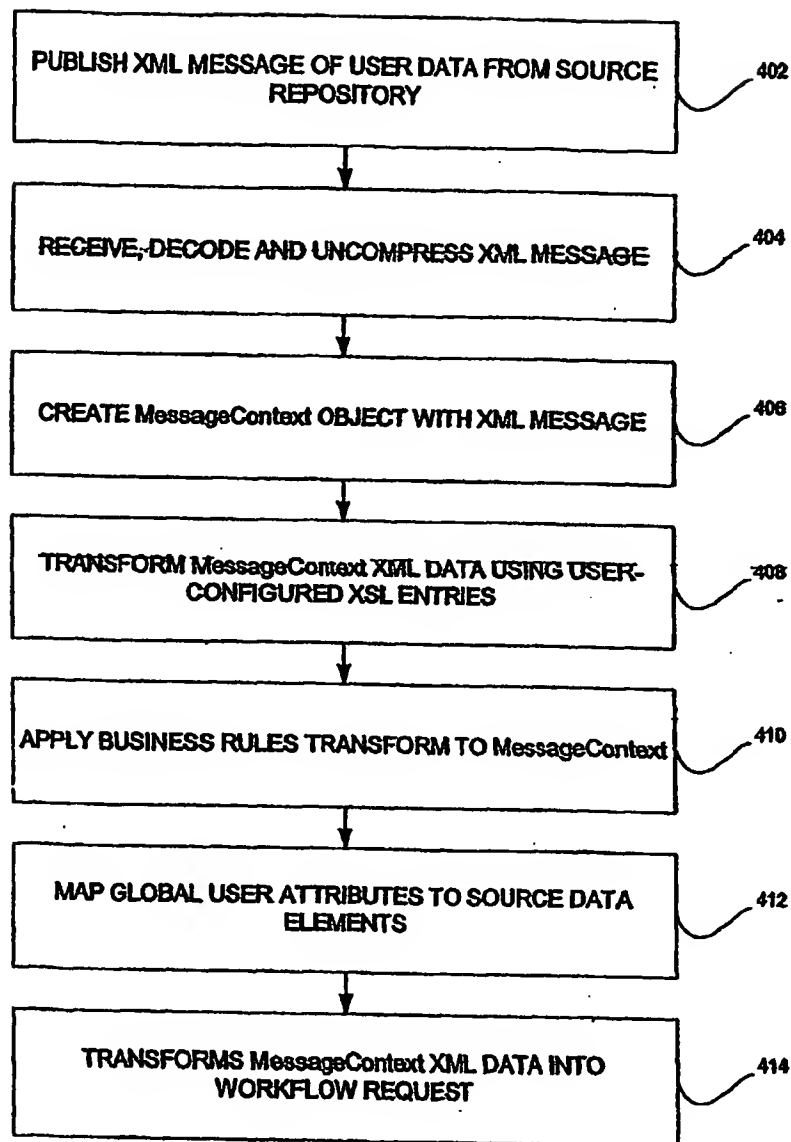 PUBLISH XML MESSAGE OF USER DATA FROM SOURCE
REPOSITORY
402
RECEIVE, DECODE AND UNCOMPRESS XML MESSAGE
404
CREATE MessageContext OBJECT WITH XML MESSAGE
406
TRANSFORM MessageContext XML DATA USING USER-
CONFIGURED XSL ENTRIES
408
APPLY BUSINESS RULES TRANSFORM TO MessageContext
410
MAP GLOBAL USER ATTRIBUTES TO SOURCE DATA
ELEMENTS
412
TRANSFORMS MessageContext XML DATA INTO
WORKFLOW REQUEST
414